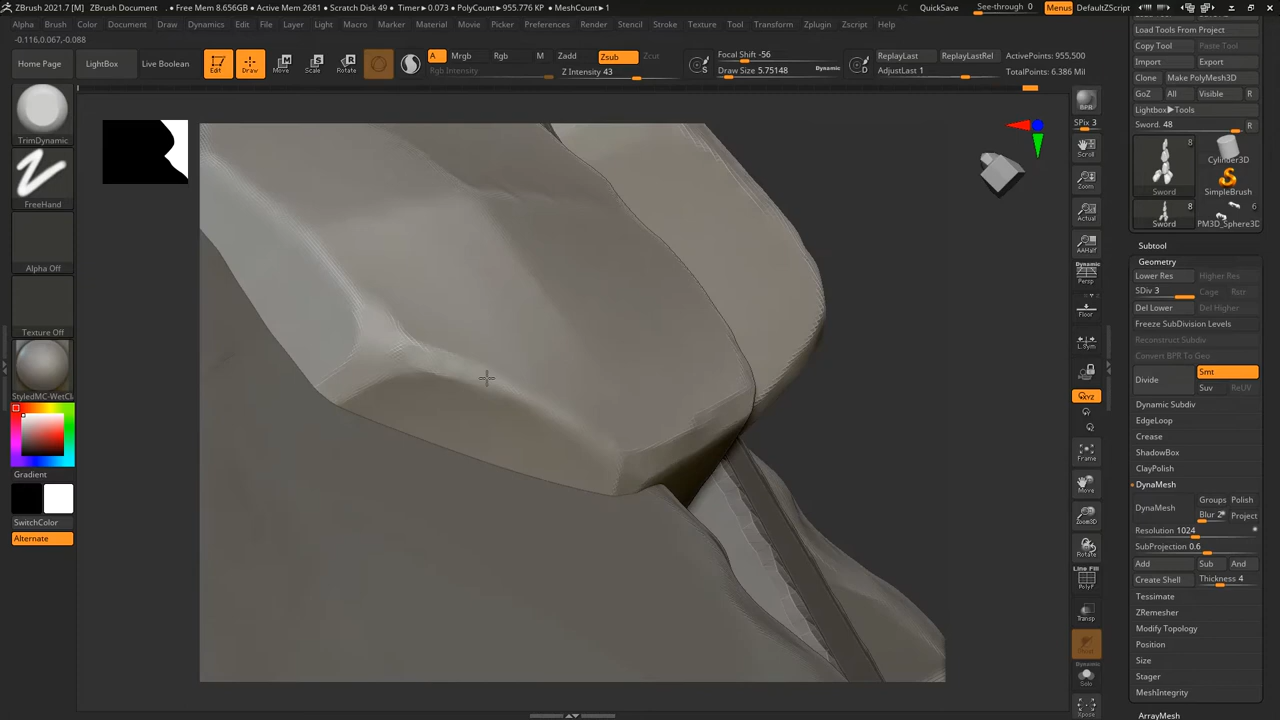 ZBrush 2021.7 [M] ZBrush Document . • Free Mem 8.656GB • Active Mem 2681 • Scratch Disk 49 • Timer▸0.073 • PolyCount▸955.776 KP • MeshCount▸1 AC QuickSave See-through 0 Menus DefaultZScript
Alpha Brush Color Document Draw Dynamics Edit File Layer Light Macro Marker Material Movie Picker Preferences Render Stencil Stroke Texture Tool Transform Zplugin Zscript Help
-0.116,0.067,-0.088
Home Page LightBox Live Boolean Edit Draw Move Scale Rotate
A Mrgb Rgb M Zadd Zsub Zcut
Rgb Intensity Z Intensity 43
Focal Shift -56
Draw Size 5.75148 Dynamic
S D
ReplayLast ReplayLastRel
AdjustLast 1
ActivePoints: 955,500
TotalPoints: 6.386 Mil
TrimDynamic
FreeHand
Alpha Off
Texture Off
StyledMC-WetCl
Gradient
SwitchColor
Alternate
BPR
SPix 3
Scroll
Zoom
Actual
AAHalf
Dynamic
Persp
Floor
L.Sym
XYZ
Frame
Move
Zoom3D
Rotate
Line Fill
PolyF
Transp
Dynamic
Solo
Xpose
Load Tools From Project
Copy Tool Paste Tool
Import Export
Clone Make PolyMesh3D
GoZ All Visible R
Lightbox▸Tools
Sword. 48 R
8
Sword Cylinder3D
SimpleBrush
8 6
Sword PM3D_Sphere3D
Subtool
Geometry
Lower Res Higher Res
SDiv 3 Cage Rstr
Del Lower Del Higher
Freeze SubDivision Levels
Reconstruct Subdiv
Convert BPR To Geo
Divide Smt
Suv ReUV
Dynamic Subdiv
EdgeLoop
Crease
ShadowBox
ClayPolish
DynaMesh
DynaMesh Groups Polish
Blur 2 Project
Resolution 1024
SubProjection 0.6
Add Sub And
Create Shell Thickness 4
Tessimate
ZRemesher
Modify Topology
Position
Size
Stager
MeshIntegrity
ArrayMesh